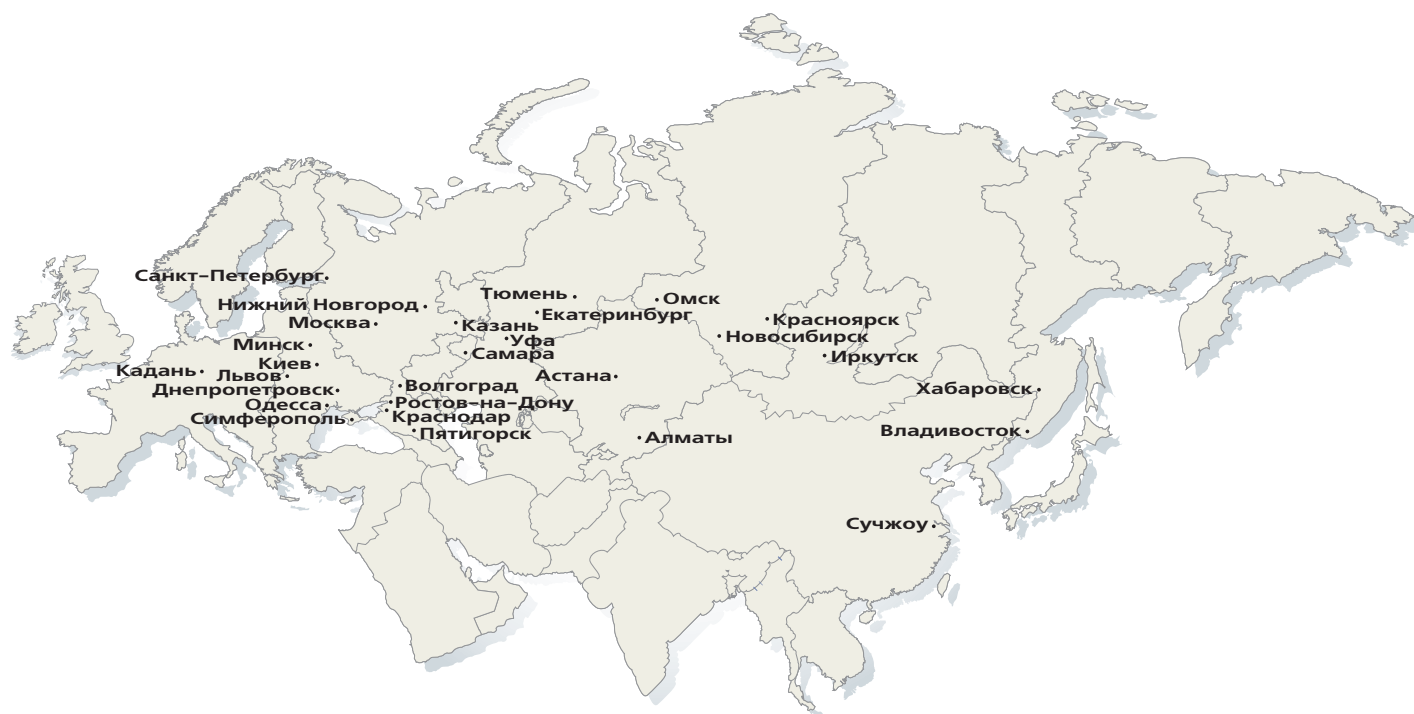 Санкт-Петербург
Тюмень
Омск
Нижний Новгород
Екатеринбург
Красноярск
Москва
Казань
Новосибирск
Уфа
Минск
Самара
Иркутск
Киев
Кадань
Львов
Астана
Волгоград
Хабаровск
Днепропетровск
Ростов-на-Дону
Одесса
Краснодар
Симферополь
Владивосток
Пятигорск
Алматы
Сучжоу